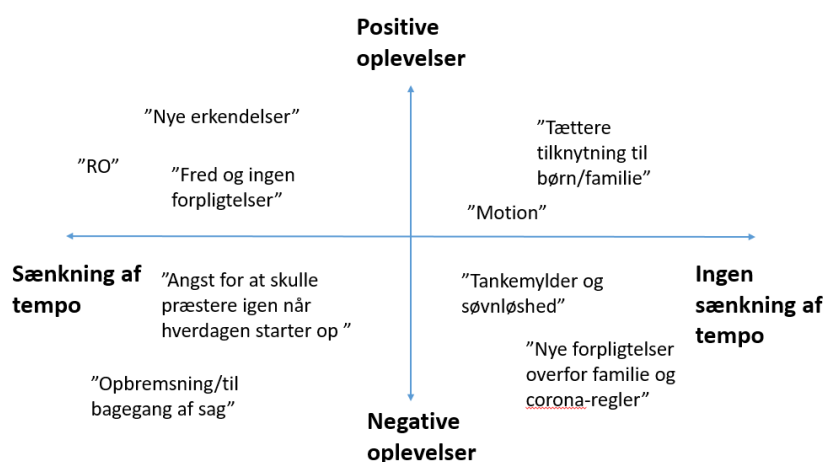 Positive
oplevelser
”Nye erkendelser”
”Tættere
tilknytning til
børn/familie”
”RO”
”Fred og ingen
forpligtelser”
”Motion”
Sænkning af
tempo
”Angst for at skulle
præstere igen når
hverdagen starter op ”
”Tankemylder og
søvnløshed”
Ingen
sænkning af
tempo
”Opbremsning/til
bagegang af sag”
”Nye forpligtelser
overfor familie og
corona-regler”
Negative
oplevelser